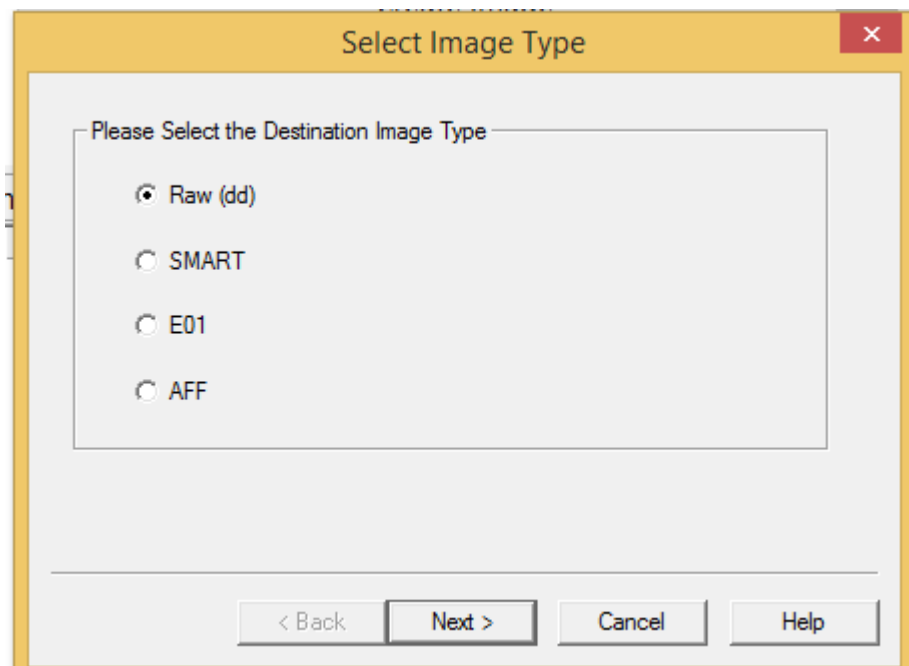 Select Image Type
Please Select the Destination Image Type
Raw (dd)
SMART
E01
AFF
< Back Next > Cancel Help